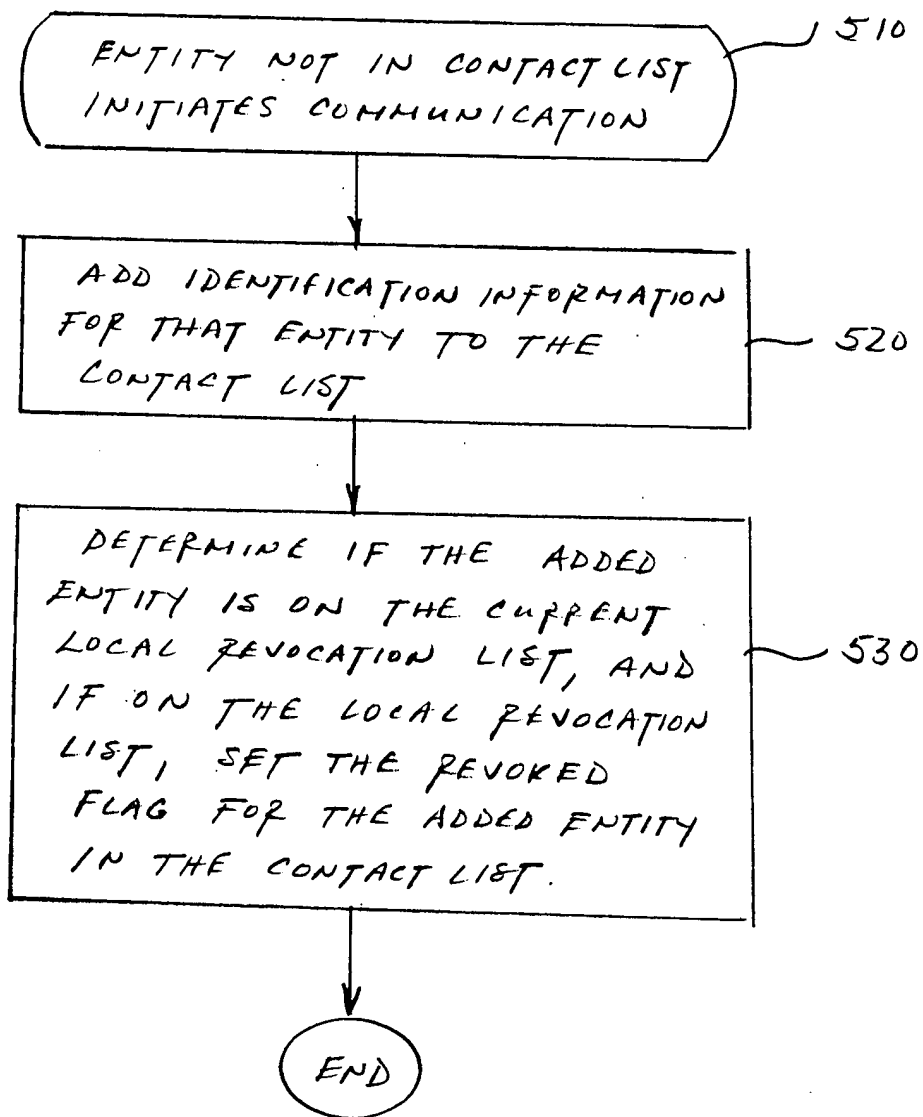 510
ENTITY NOT IN CONTACT LIST
INITIATES COMMUNICATION
ADD IDENTIFICATION INFORMATION
FOR THAT ENTITY TO THE
CONTACT LIST
520
DETERMINE IF THE ADDED
ENTITY IS ON THE CURRENT
LOCAL REVOCATION LIST, AND
IF ON THE LOCAL REVOCATION
LIST, SET THE REVOKED
FLAG FOR THE ADDED ENTITY
IN THE CONTACT LIST.
530
END